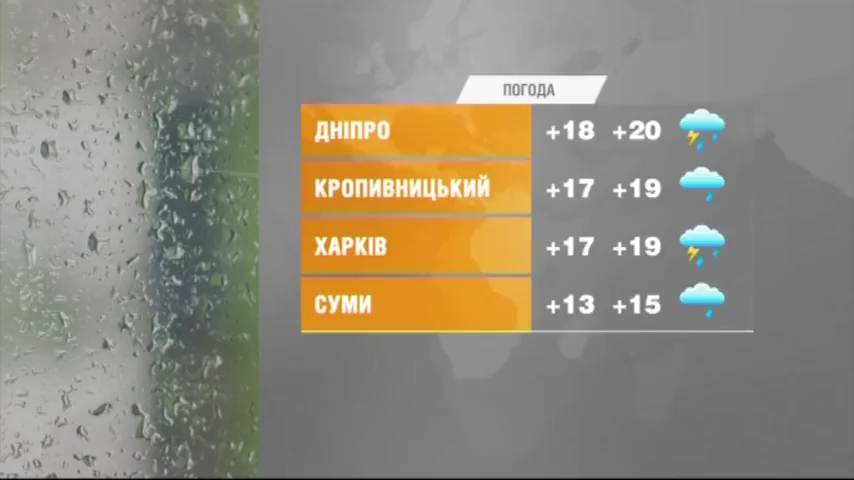 ПОГОДА
ДНІПРО +18 +20
КРОПИВНИЦЬКИЙ +17 +19
ХАРКІВ +17 +19
СУМИ +13 +15